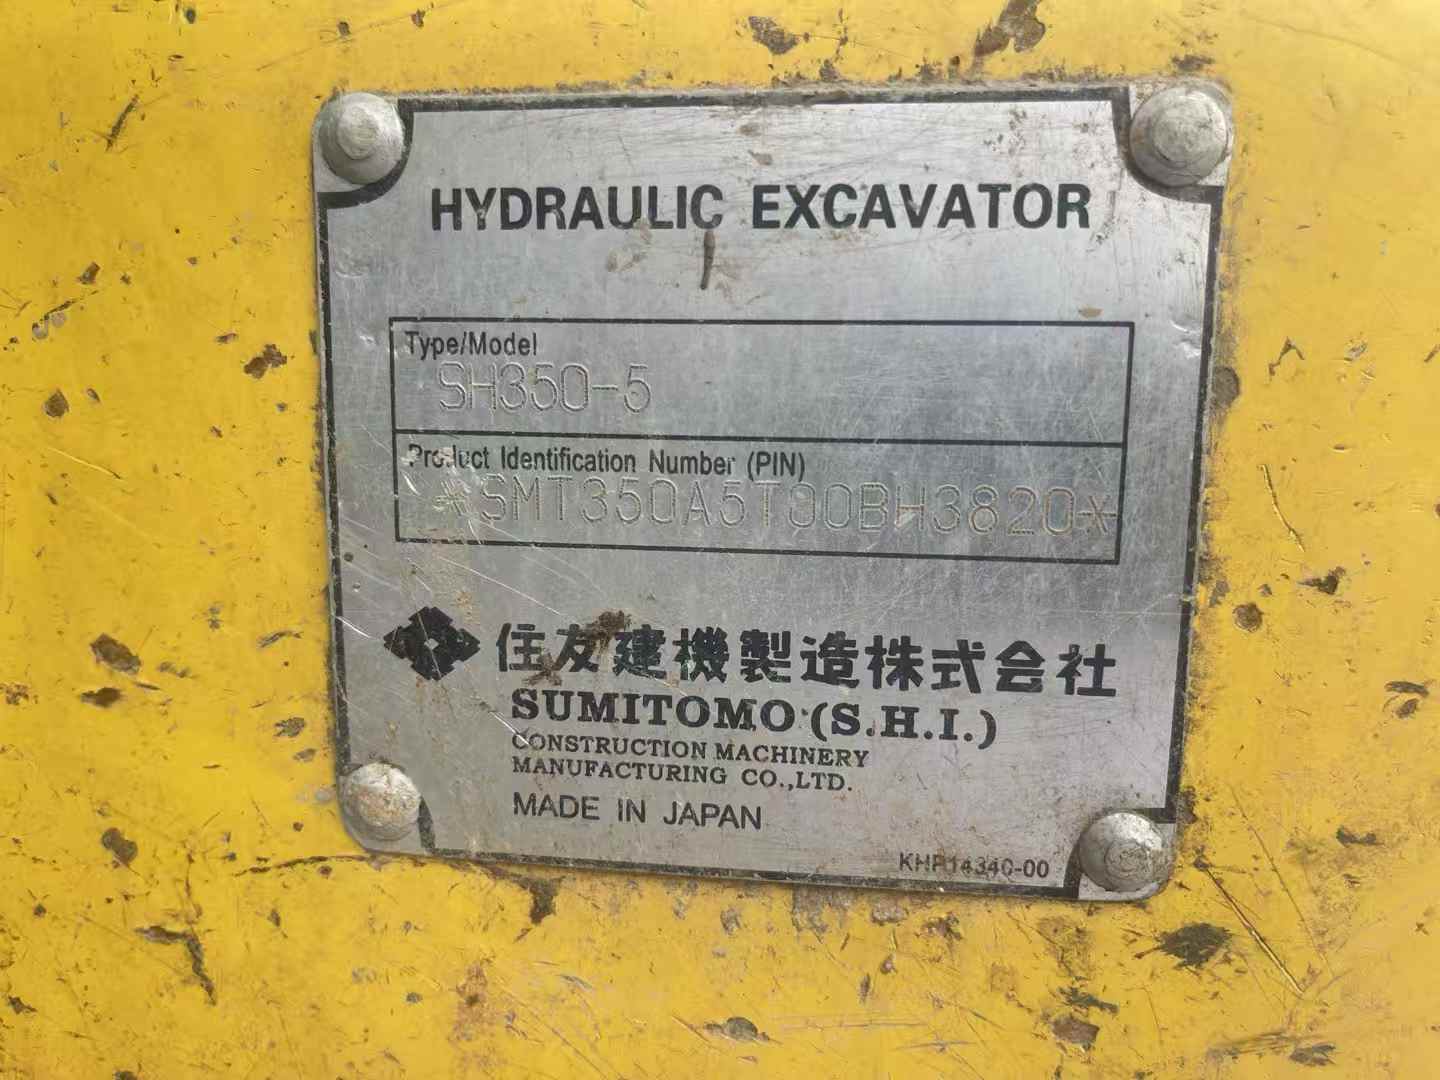 HYDRAULIC EXCAVATOR
Type/Model
SH350-5
Product Identification Number (PIN)
*SMT350A5T00BH3820*
住友建機製造株式会社
SUMITOMO (S.H.I.)
CONSTRUCTION MACHINERY
MANUFACTURING CO.,LTD.
MADE IN JAPAN
KHP14340-00